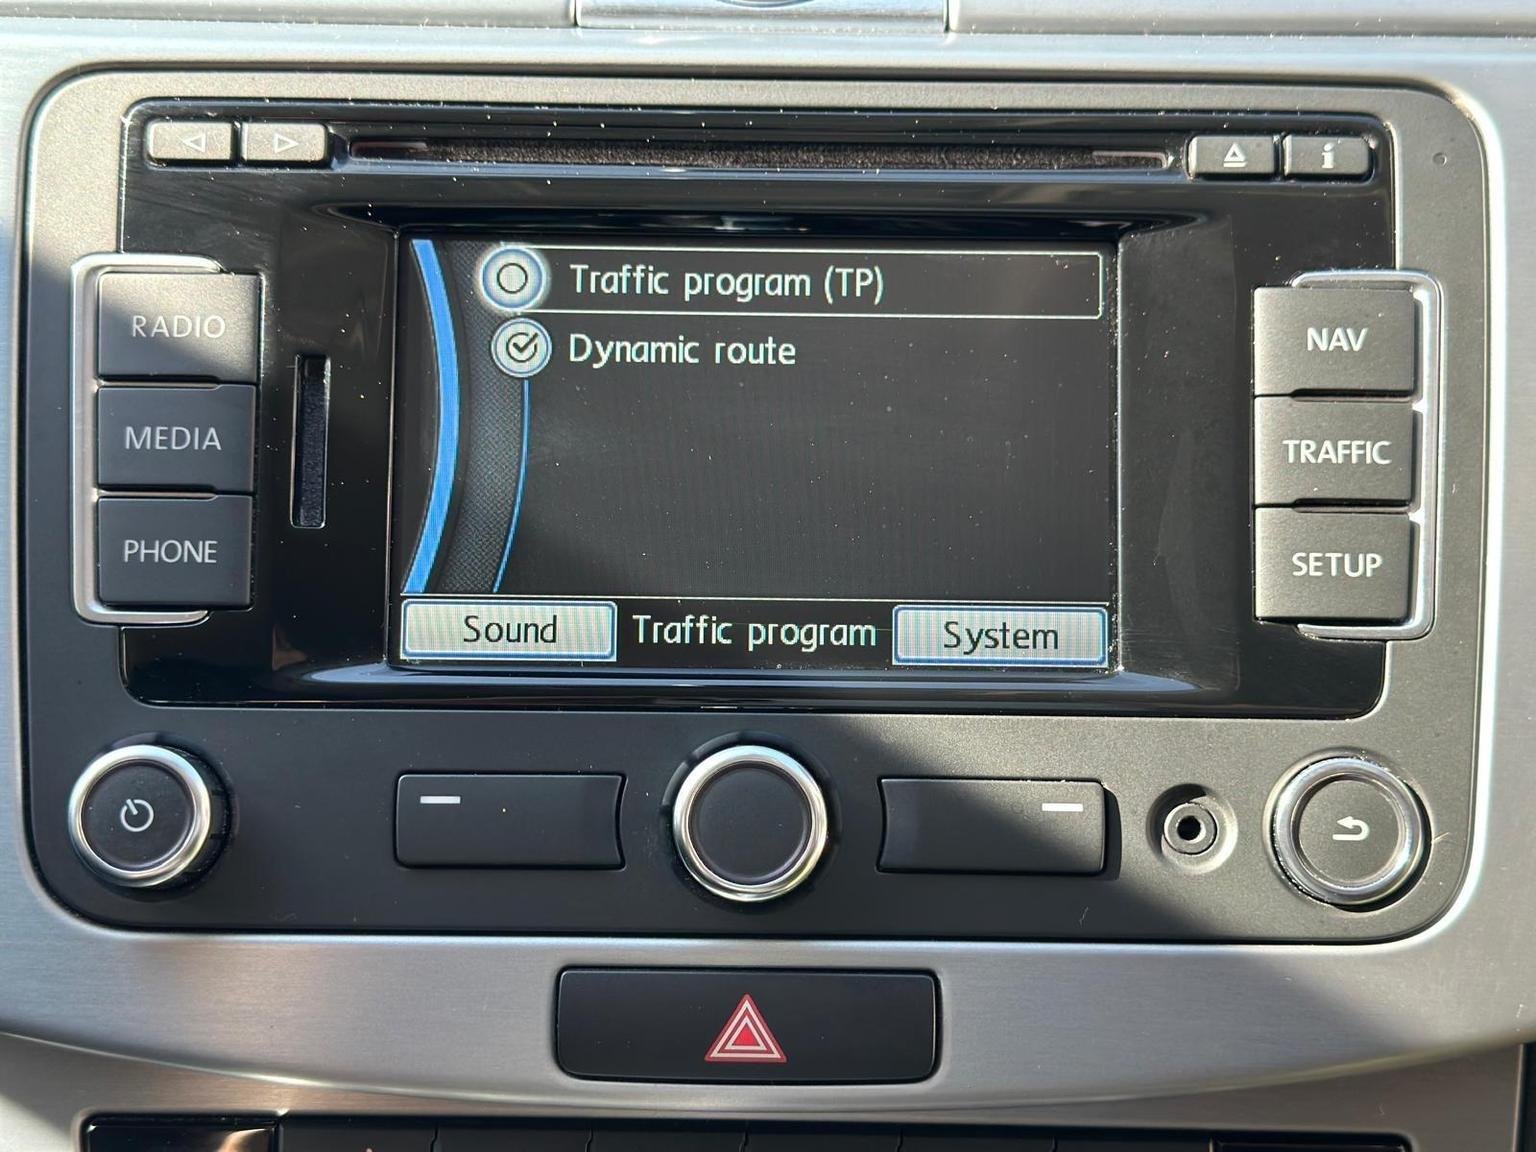 i
Traffic program (TP)
Dynamic route
RADIO
MEDIA
PHONE
NAV
TRAFFIC
SETUP
Sound
Traffic program
System